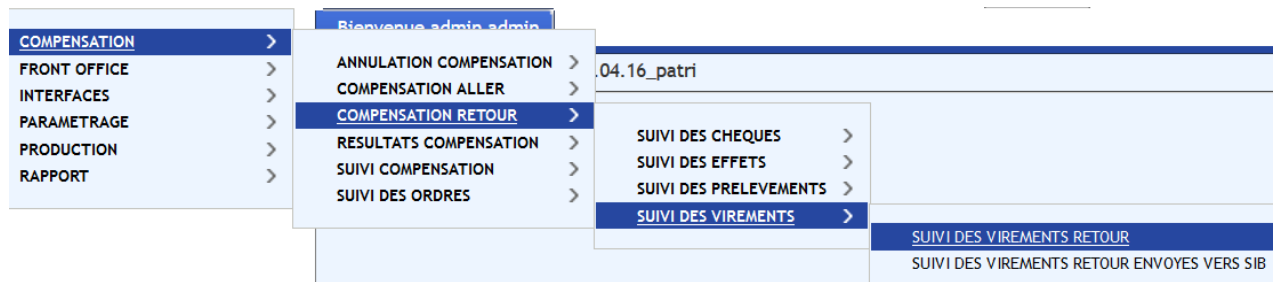 Bienvenue admin admin
COMPENSATION
FRONT OFFICE
INTERFACES
PARAMETRAGE
PRODUCTION
RAPPORT
ANNULATION COMPENSATION
COMPENSATION ALLER
COMPENSATION RETOUR
RESULTATS COMPENSATION
SUIVI COMPENSATION
SUIVI DES ORDRES
.04.16_patri
SUIVI DES CHEQUES
SUIVI DES EFFETS
SUIVI DES PRELEVEMENTS
SUIVI DES VIREMENTS
SUIVI DES VIREMENTS RETOUR
SUIVI DES VIREMENTS RETOUR ENVOYES VERS SIB